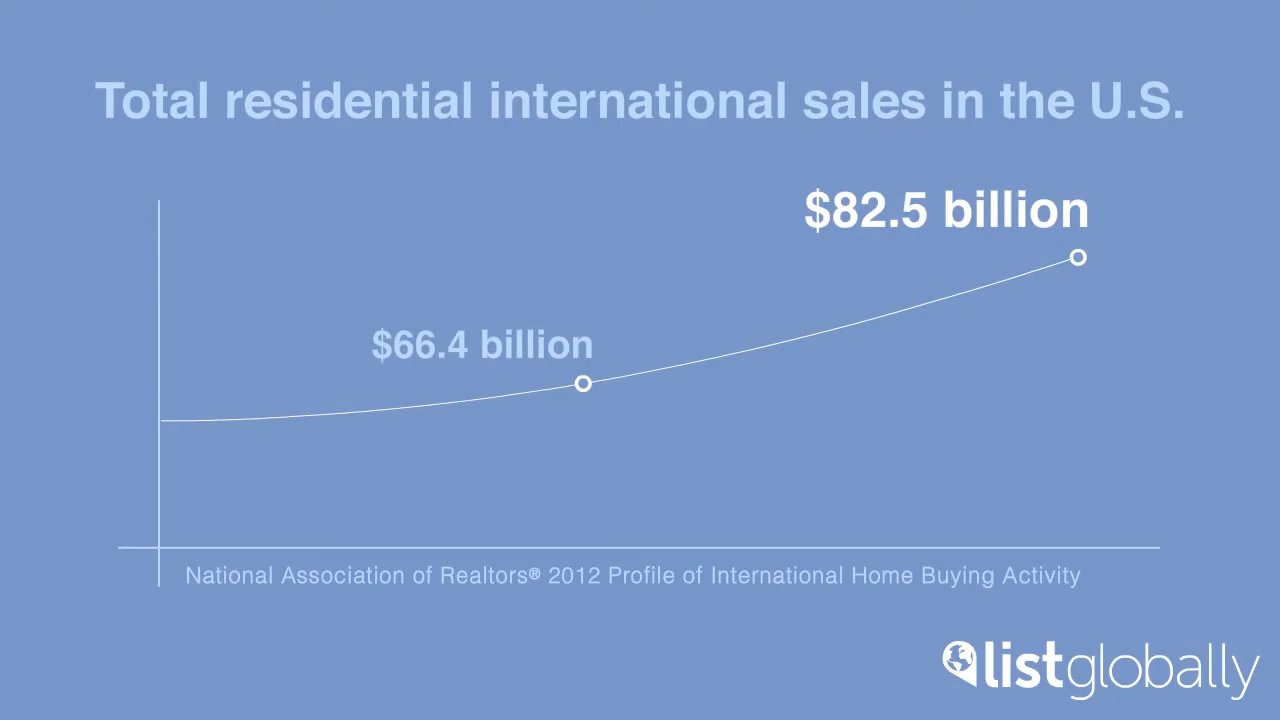 Total residential international sales in the U.S.
$82.5 billion
$66.4 billion
National Association of Realtors® 2012 Profile of International Home Buying Activity
listglobally